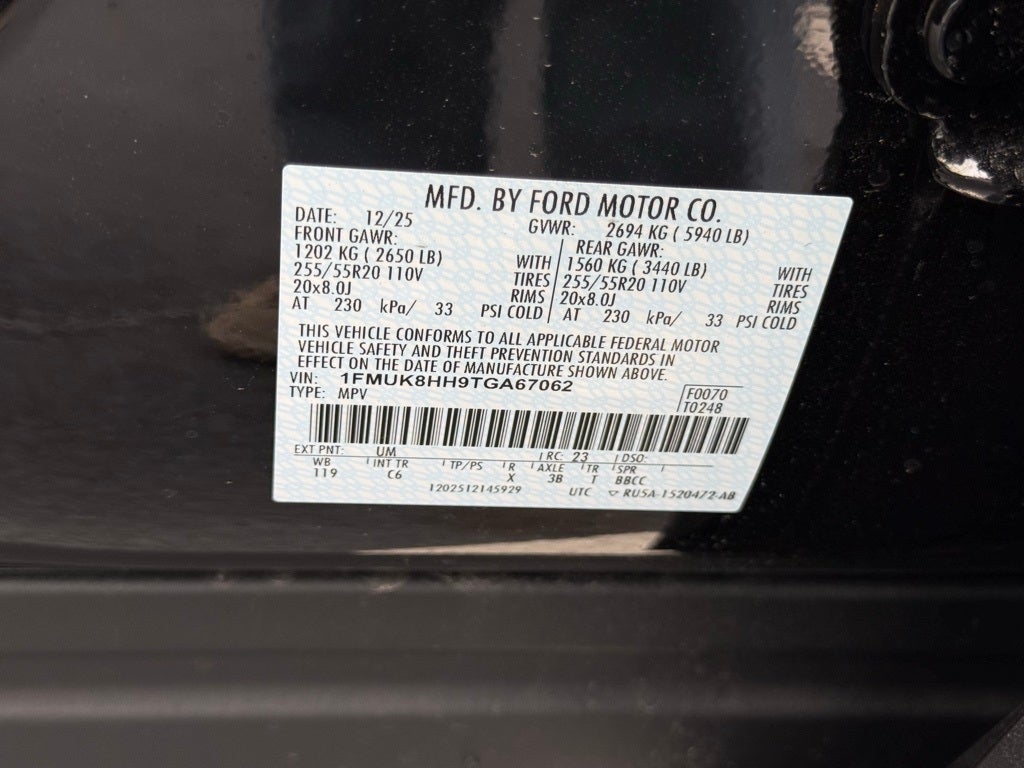 MFD. BY FORD MOTOR CO.
DATE: 12/25 GVWR: 2694 KG ( 5940 LB)
FRONT GAWR: REAR GAWR:
1202 KG ( 2650 LB) WITH 1560 KG ( 3440 LB) WITH
255/55R20 110V TIRES 255/55R20 110V TIRES
20x8.0J RIMS 20x8.0J RIMS
AT 230 kPa/ 33 PSI COLD AT 230 kPa/ 33 PSI COLD
THIS VEHICLE CONFORMS TO ALL APPLICABLE FEDERAL MOTOR
VEHICLE SAFETY AND THEFT PREVENTION STANDARDS IN
EFFECT ON THE DATE OF MANUFACTURE SHOWN ABOVE.
VIN: 1FMUK8HH9TGA67062
TYPE: MPV F0070
T0248
EXT PNT: UM RC: 23 DSO:
WB INT TR TP/PS R AXLE TR SPR
119 C6 X 3B T BBCC
1202512145929 UTC ▽ RU5A-1520472-AB